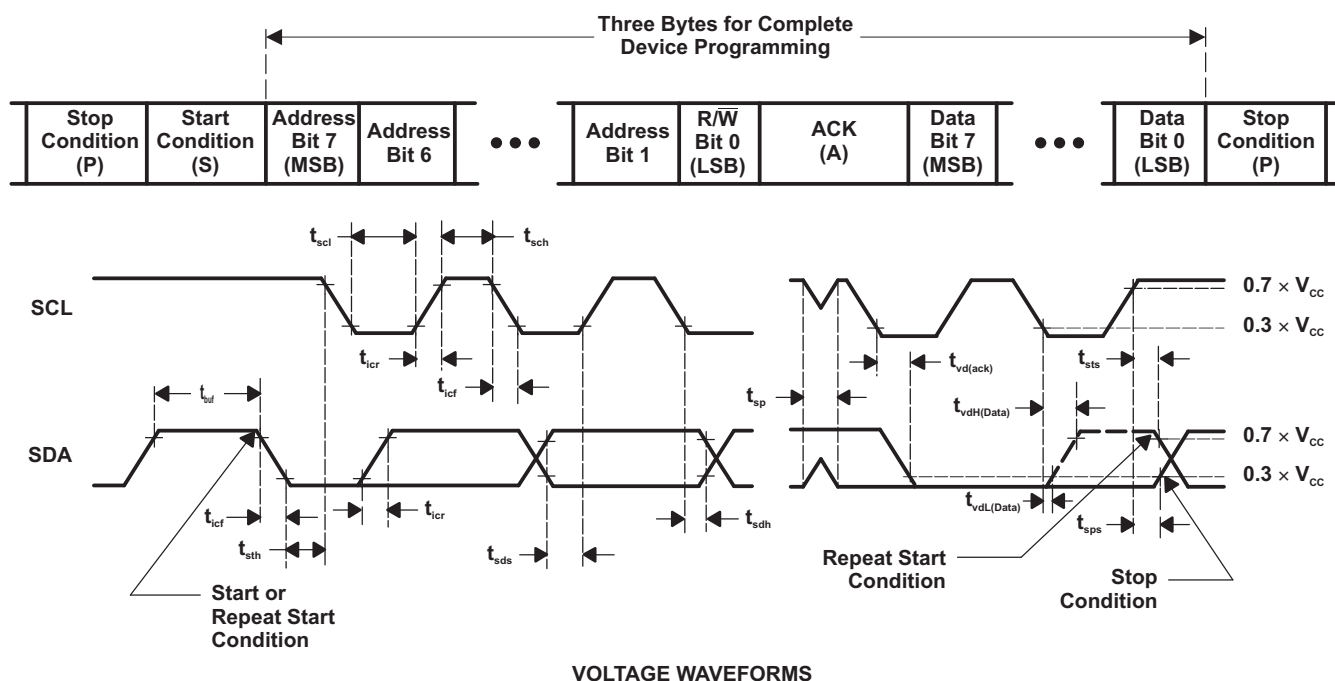 Three Bytes for Complete
Device Programming
Stop
Condition
(P)
Start
Condition
(S)
Address
Bit 7
(MSB)
Address
Bit 6
Address
Bit 1
R/W̅
Bit 0
(LSB)
ACK
(A)
Data
Bit 7
(MSB)
Data
Bit 0
(LSB)
Stop
Condition
(P)
tscl
tsch
SCL
0.7 × VCC
0.3 × VCC
ticr
ticf
tvd(ack)
tsts
tbuf
tsp
tvdH(Data)
SDA
0.7 × VCC
0.3 × VCC
ticf
ticr
tsdh
tvdL(Data)
tsth
tsds
tsps
Start or
Repeat Start
Condition
Repeat Start
Condition
Stop
Condition
VOLTAGE WAVEFORMS